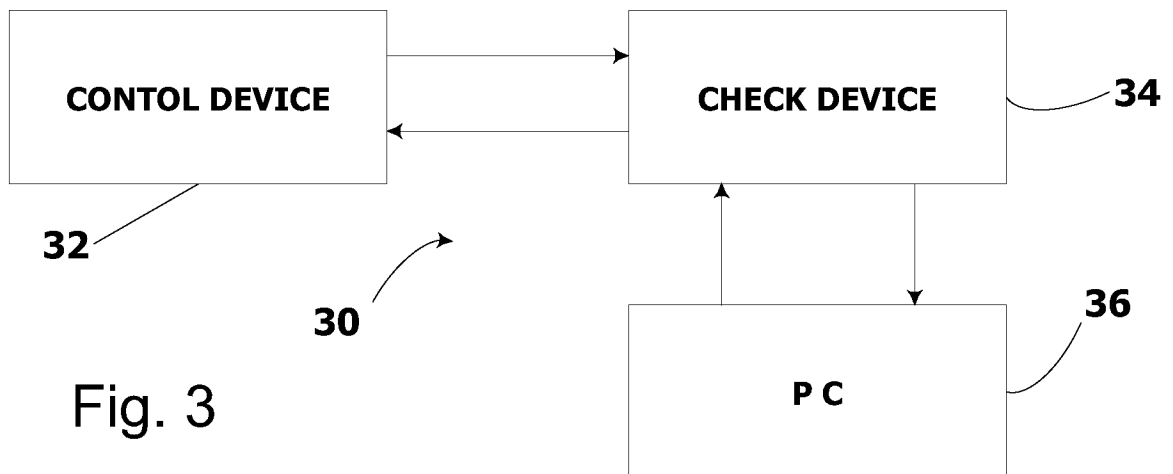 CONTOL DEVICE
CHECK DEVICE
34
32
30
36
P C
Fig. 3